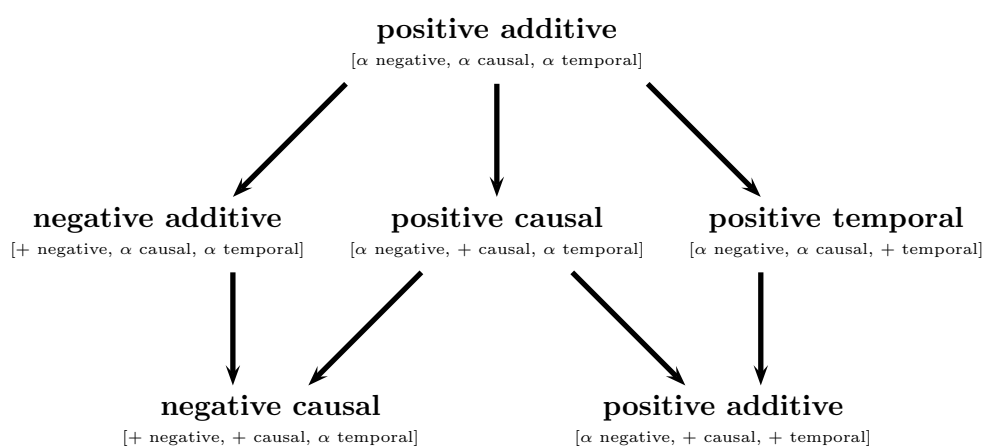 positive additive
[α negative, α causal, α temporal]
negative additive
[+ negative, α causal, α temporal]
positive causal
[α negative, + causal, α temporal]
positive temporal
[α negative, α causal, + temporal]
negative causal
[+ negative, + causal, α temporal]
positive additive
[α negative, + causal, + temporal]